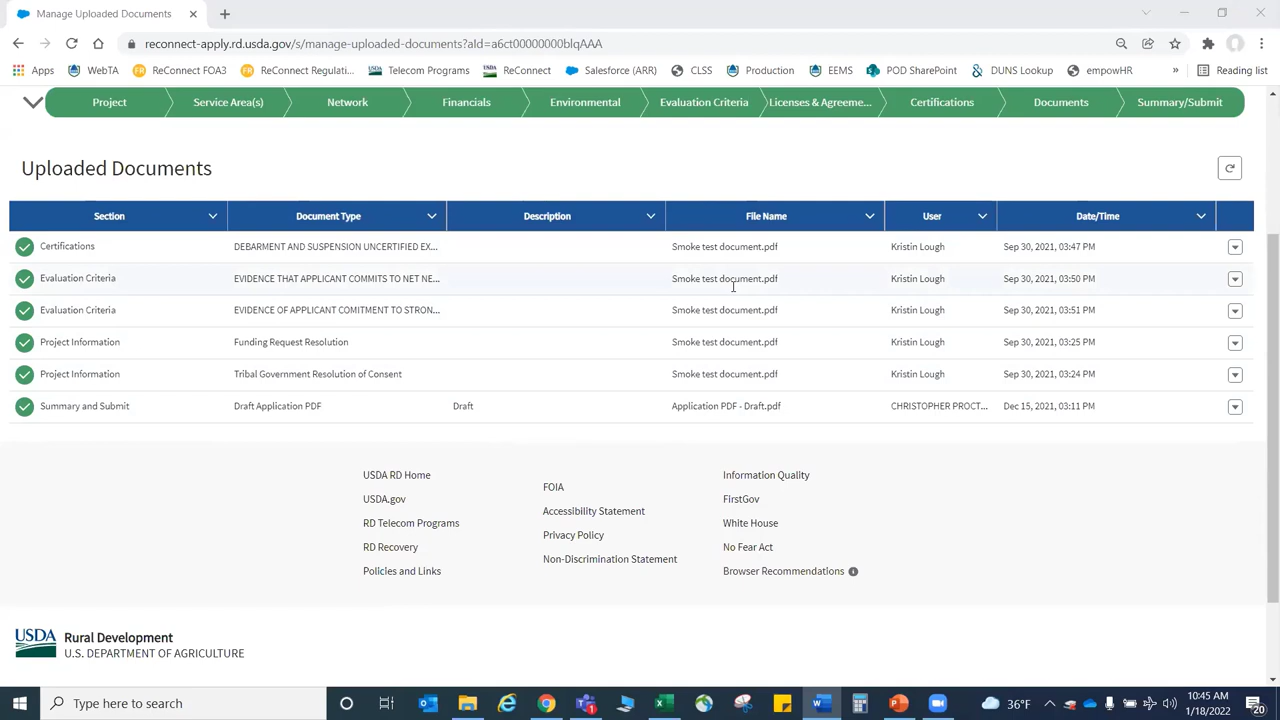 Manage Uploaded Documents
reconnect-apply.rd.usda.gov/s/manage-uploaded-documents?aId=a6ct00000000blqAAA
Apps WebTA ReConnect FOA3 ReConnect Regulati... Telecom Programs ReConnect Salesforce (ARR) CLSS Production EEMS POD SharePoint DUNS Lookup empowHR » Reading list
Project Service Area(s) Network Financials Environmental Evaluation Criteria Licenses & Agreeme... Certifications Documents Summary/Submit
Uploaded Documents
Section Document Type Description File Name User Date/Time
Certifications DEBARMENT AND SUSPENSION UNCERTIFIED EX... Smoke test document.pdf Kristin Lough Sep 30, 2021, 03:47 PM
Evaluation Criteria EVIDENCE THAT APPLICANT COMMITS TO NET NE... Smoke test document.pdf Kristin Lough Sep 30, 2021, 03:50 PM
Evaluation Criteria EVIDENCE OF APPLICANT COMITMENT TO STRON... Smoke test document.pdf Kristin Lough Sep 30, 2021, 03:51 PM
Project Information Funding Request Resolution Smoke test document.pdf Kristin Lough Sep 30, 2021, 03:25 PM
Project Information Tribal Government Resolution of Consent Smoke test document.pdf Kristin Lough Sep 30, 2021, 03:24 PM
Summary and Submit Draft Application PDF Draft Application PDF - Draft.pdf CHRISTOPHER PROCT... Dec 15, 2021, 03:11 PM
USDA RD Home
USDA.gov
RD Telecom Programs
RD Recovery
Policies and Links
FOIA
Accessibility Statement
Privacy Policy
Non-Discrimination Statement
Information Quality
FirstGov
White House
No Fear Act
Browser Recommendations
USDA Rural Development
U.S. DEPARTMENT OF AGRICULTURE
Type here to search
36°F
10:45 AM
1/18/2022
20